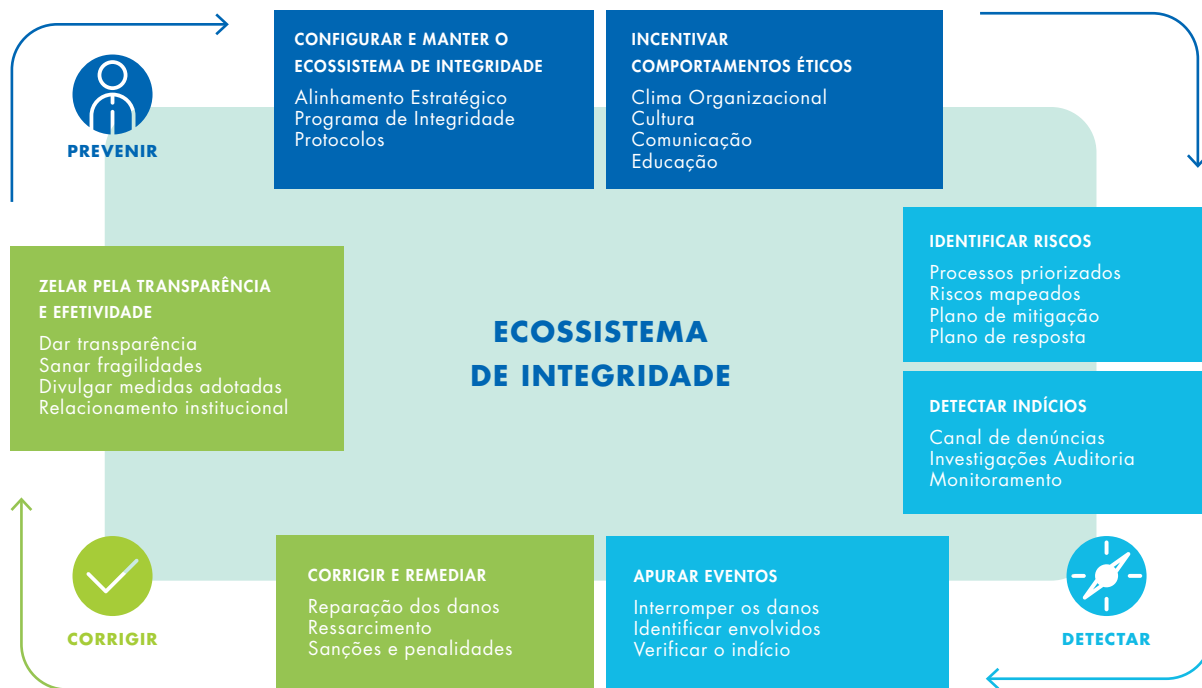 PREVENIR
CONFIGURAR E MANTER O
ECOSSISTEMA DE INTEGRIDADE
Alinhamento Estratégico
Programa de Integridade
Protocolos
INCENTIVAR
COMPORTAMENTOS ÉTICOS
Clima Organizacional
Cultura
Comunicação
Educação
IDENTIFICAR RISCOS
Processos priorizados
Riscos mapeados
Plano de mitigação
Plano de resposta
DETECTAR INDÍCIOS
Canal de denúncias
Investigações Auditoria
Monitoramento
DETECTAR
APURAR EVENTOS
Interromper os danos
Identificar envolvidos
Verificar o indício
CORRIGIR E REMEDIAR
Reparação dos danos
Ressarcimento
Sanções e penalidades
CORRIGIR
ZELAR PELA TRANSPARÊNCIA
E EFETIVIDADE
Dar transparência
Sanar fragilidades
Divulgar medidas adotadas
Relacionamento institucional
ECOSSISTEMA
DE INTEGRIDADE